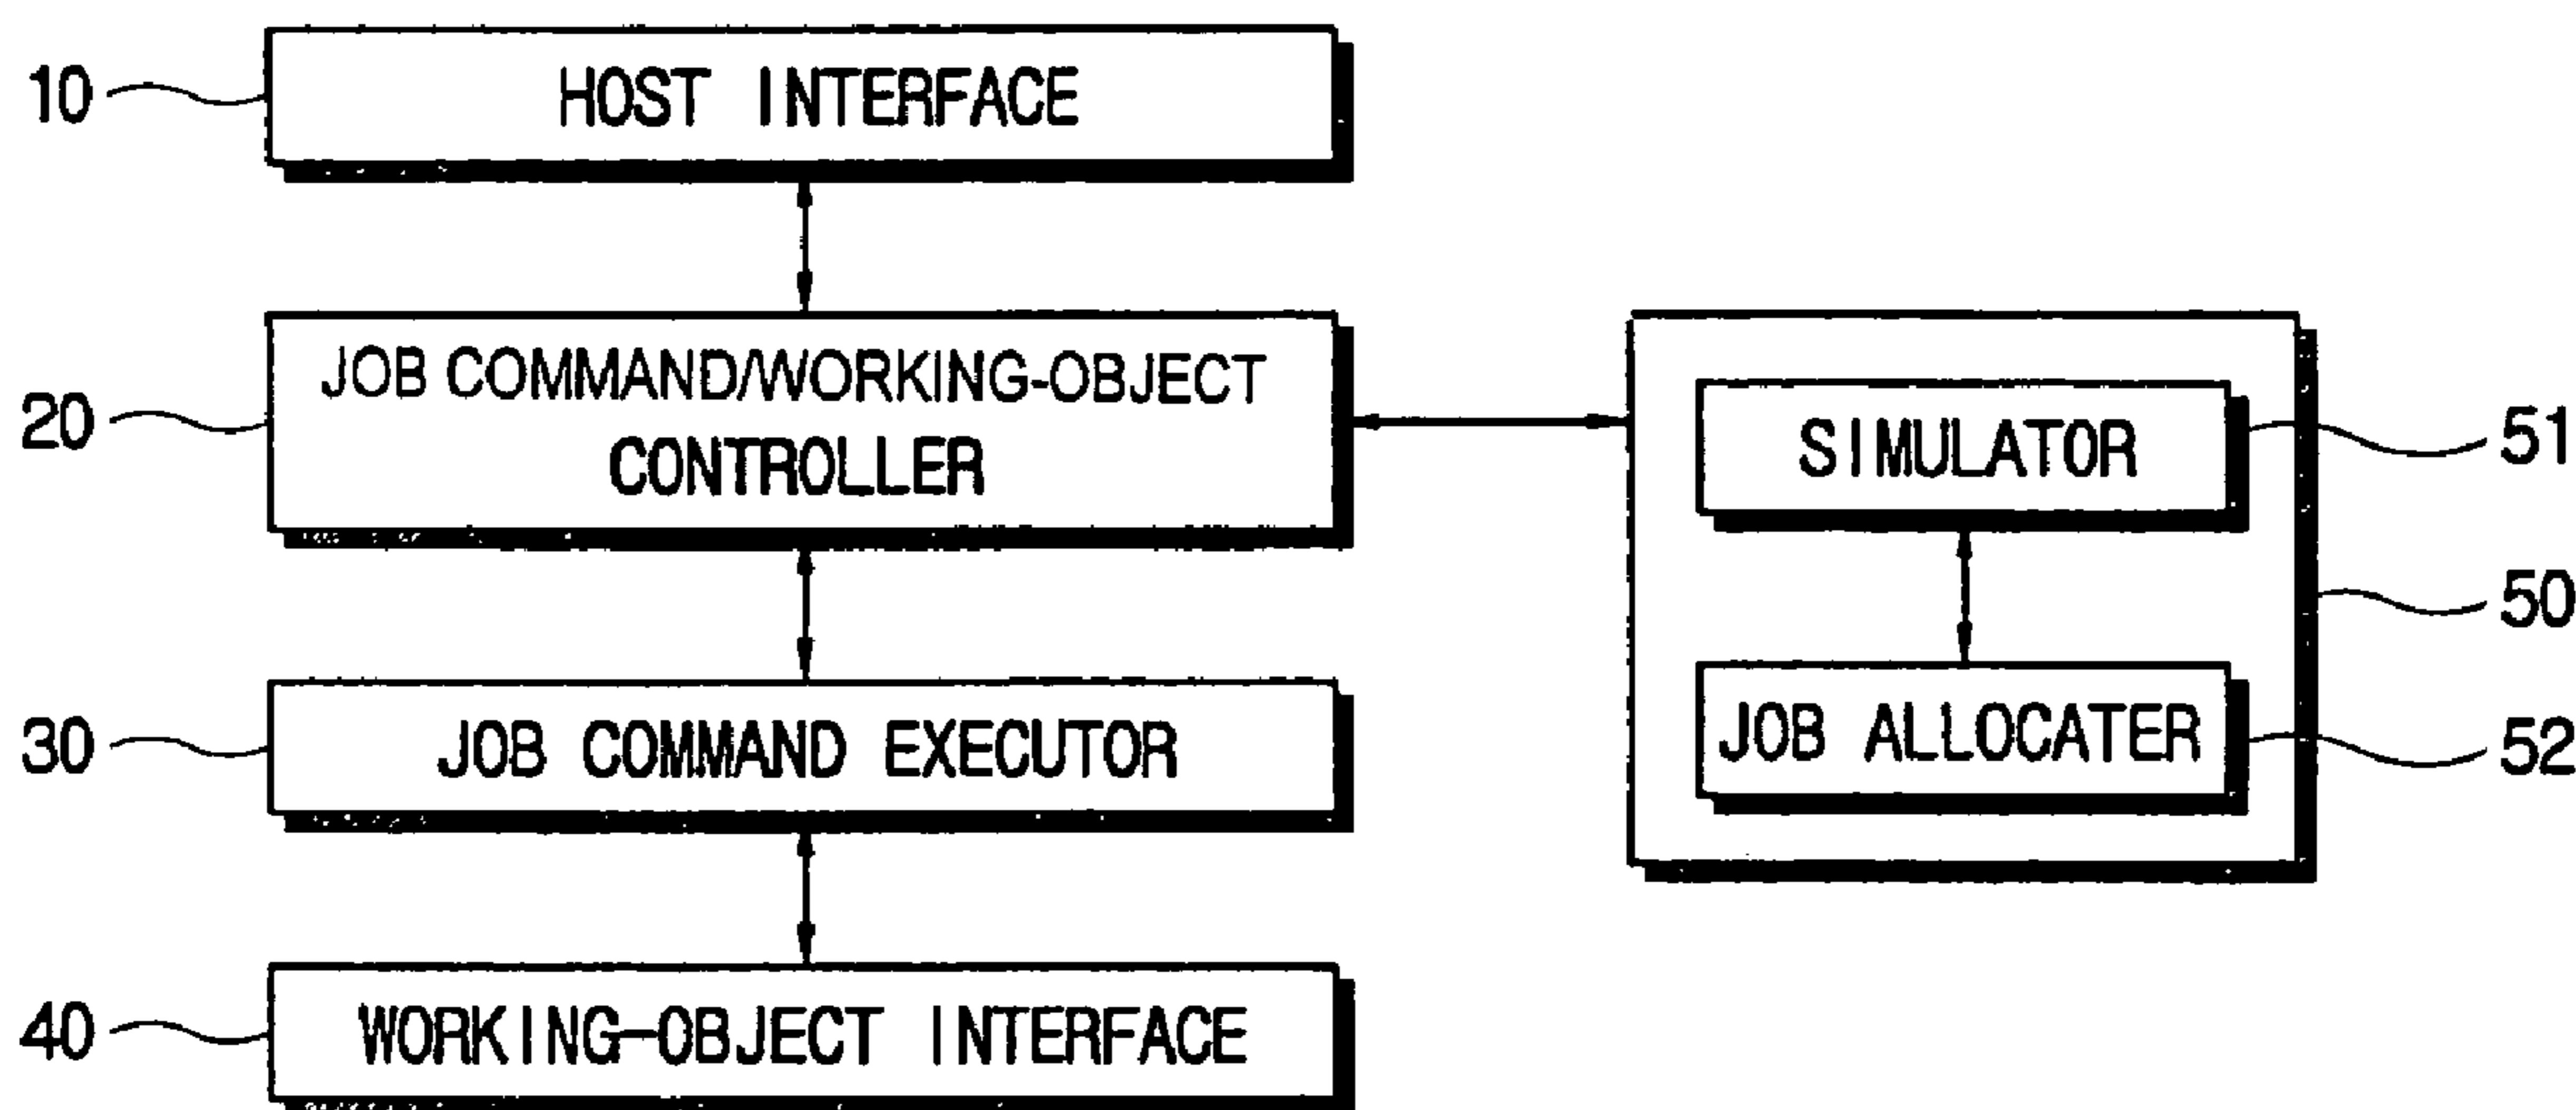 10
HOST INTERFACE
20
JOB COMMAND/WORKING-OBJECT
CONTROLLER
SIMULATOR
51
50
30
JOB COMMAND EXECUTOR
JOB ALLOCATER
52
40
WORKING-OBJECT INTERFACE